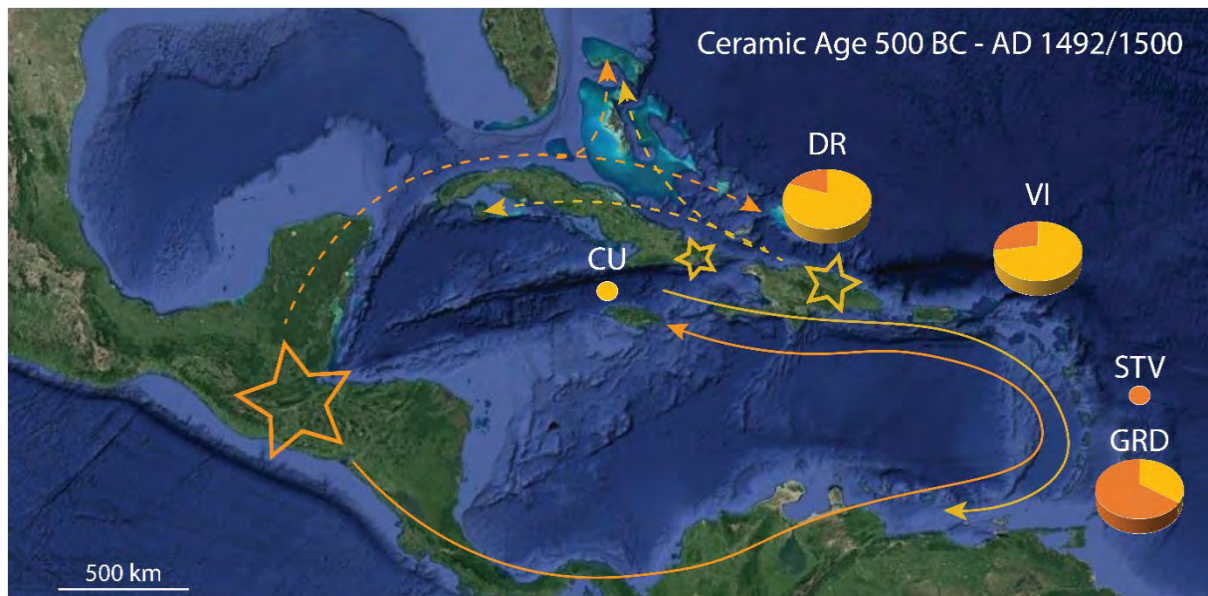 Ceramic Age 500 BC - AD 1492/1500
DR
VI
CU
STV
GRD
500 km